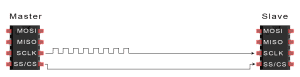 Master
Slave
MOSI
MISO
SCLK
SS/CS
MOSI
MISO
SCLK
SS/CS